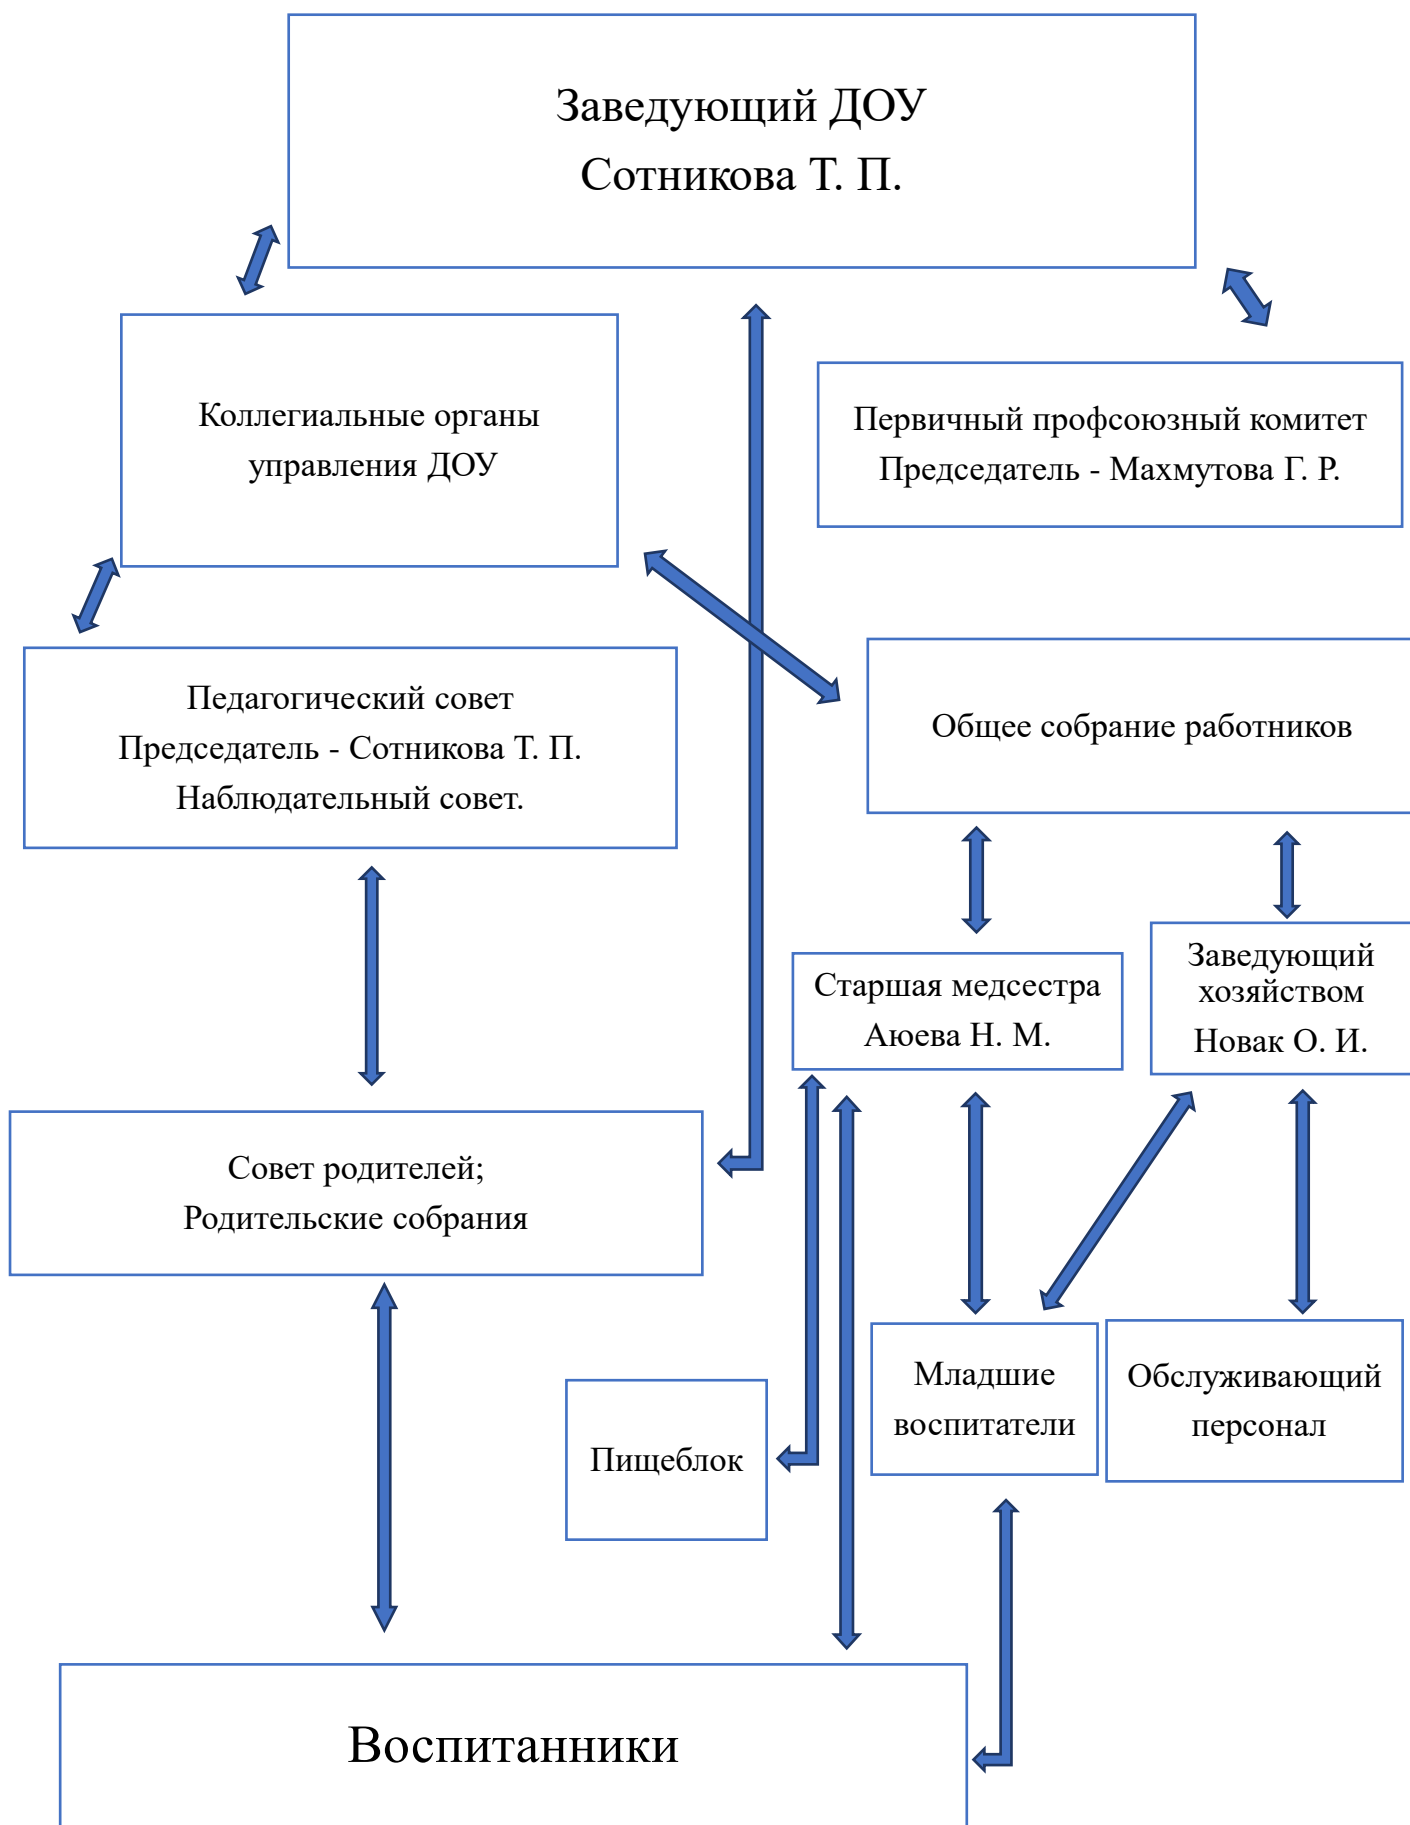 Заведующий ДОУ
Сотникова Т. П.
Коллегиальные органы
управления ДОУ
Первичный профсоюзный комитет
Председатель - Махмутова Г. Р.
Педагогический совет
Председатель - Сотникова Т. П.
Наблюдательный совет.
Общее собрание работников
Старшая медсестра
Аюева Н. М.
Заведующий
хозяйством
Новак О. И.
Совет родителей;
Родительские собрания
Пищеблок
Младшие
воспитатели
Обслуживающий
персонал
Воспитанники